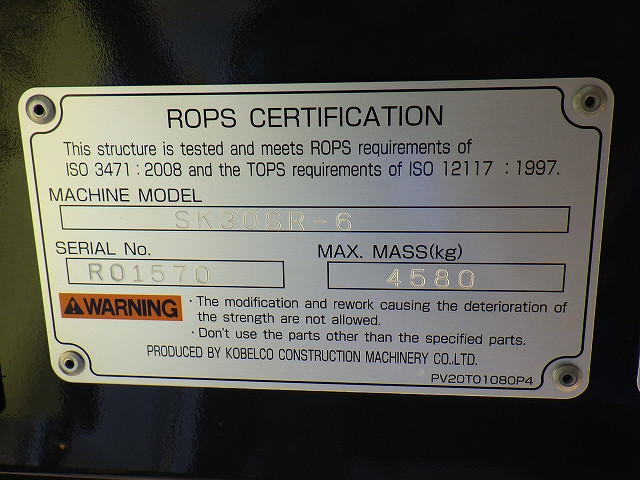 ROPS CERTIFICATION
This structure is tested and meets ROPS requirements of
ISO 3471 : 2008 and the TOPS requirements of ISO 12117 : 1997.
MACHINE MODEL
SK30SR-6
SERIAL No.
R01570
MAX. MASS(kg)
4580
WARNING
・The modification and rework causing the deterioration of
the strength are not allowed.
・Don't use the parts other than the specified parts.
PRODUCED BY KOBELCO CONSTRUCTION MACHINERY CO.,LTD.
PV20T01080P4